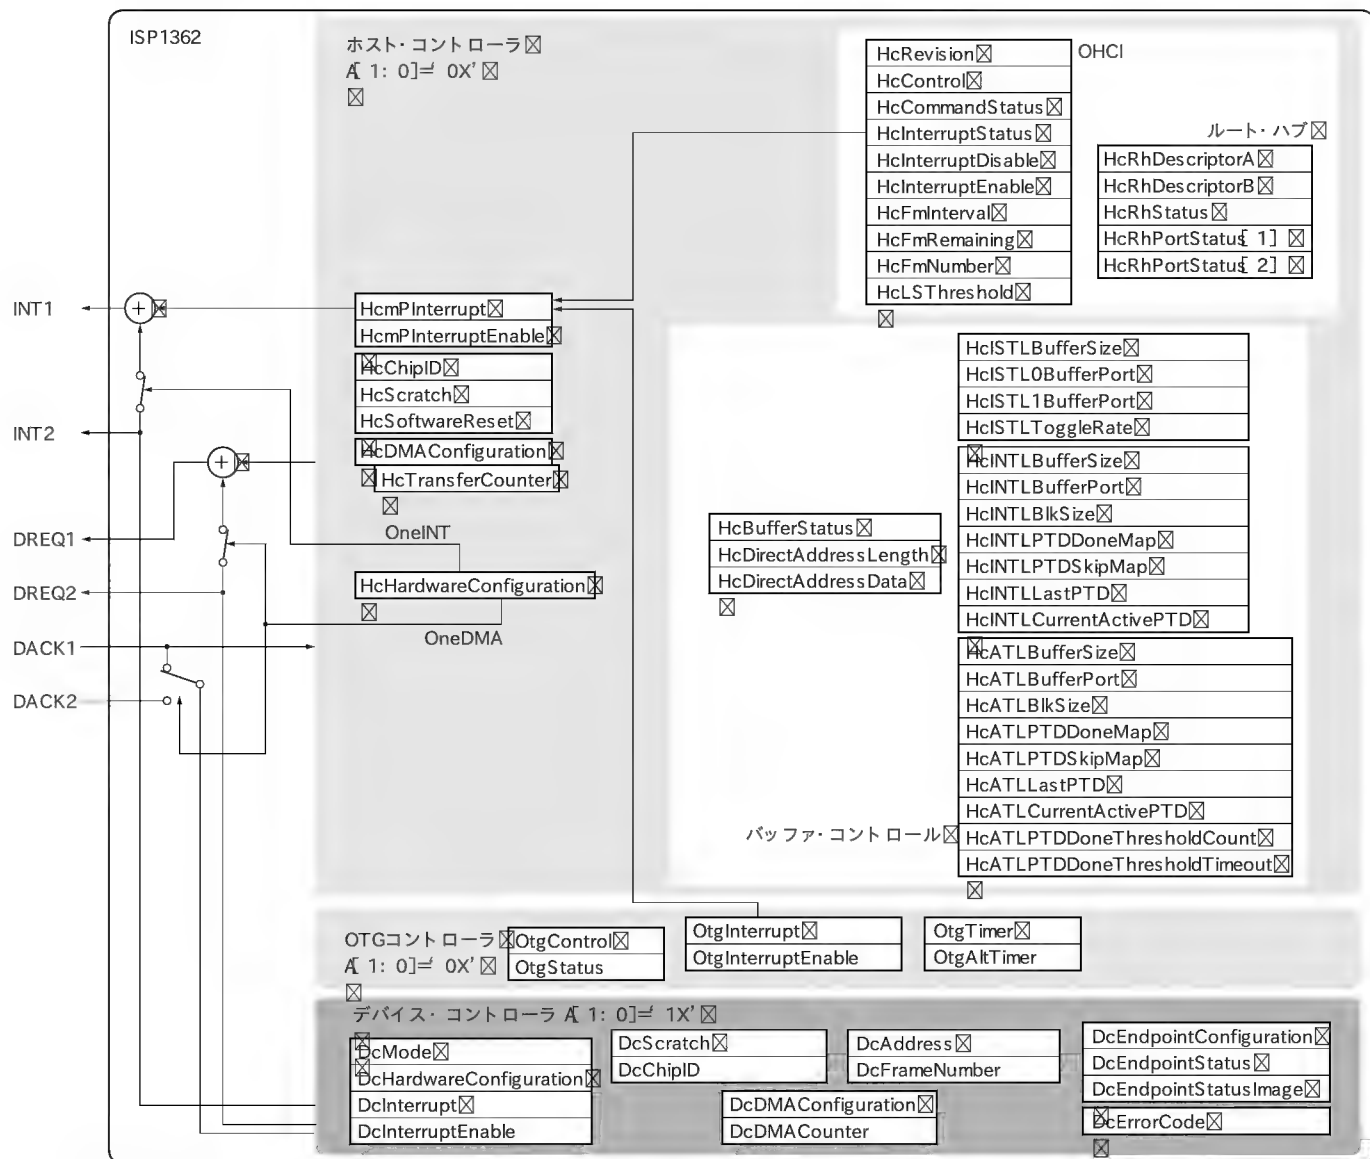 ISP1362
ホスト・コントローラ
A[1:0]='0X'
HcRevision
HcControl
HcCommandStatus
HcInterruptStatus
HcInterruptDisable
HcInterruptEnable
HcFmInterval
HcFmRemaining
HcFmNumber
HcLSThreshold
OHCI
ルート・ハブ
HcRhDescriptorA
HcRhDescriptorB
HcRhStatus
HcRhPortStatus[1]
HcRhPortStatus[2]
INT1
INT2
DREQ1
DREQ2
DACK1
DACK2
HcmPInterrupt
HcmPInterruptEnable
HcChipID
HcScratch
HcSoftwareReset
HcDMAConfiguration
HcTransferCounter
OneINT
HcHardwareConfiguration
OneDMA
HcBufferStatus
HcDirectAddressLength
HcDirectAddressData
HcISTLBufferSize
HcISTL0BufferPort
HcISTL1BufferPort
HcISTLToggleRate
HcINTLBufferSize
HcINTLBufferPort
HcINTLBlkSize
HcINTLPTDDoneMap
HcINTLPTDSkipMap
HcINTLLastPTD
HcINTLCurrentActivePTD
HcATLBufferSize
HcATLBufferPort
HcATLBlkSize
HcATLPTDDoneMap
HcATLPTDSkipMap
HcATLLastPTD
HcATLCurrentActivePTD
HcATLPTDDoneThresholdCount
HcATLPTDDoneThresholdTimeout
バッファ・コントロール
OTGコントローラ
A[1:0]='0X'
OtgControl
OtgStatus
OtgInterrupt
OtgInterruptEnable
OtgTimer
OtgAltTimer
デバイス・コントローラ A[1:0]='1X'
DcMode
DcHardwareConfiguration
DcInterrupt
DcInterruptEnable
DcScratch
DcChipID
DcDMAConfiguration
DcDMACounter
DcAddress
DcFrameNumber
DcEndpointConfiguration
DcEndpointStatus
DcEndpointStatusImage
DcErrorCode